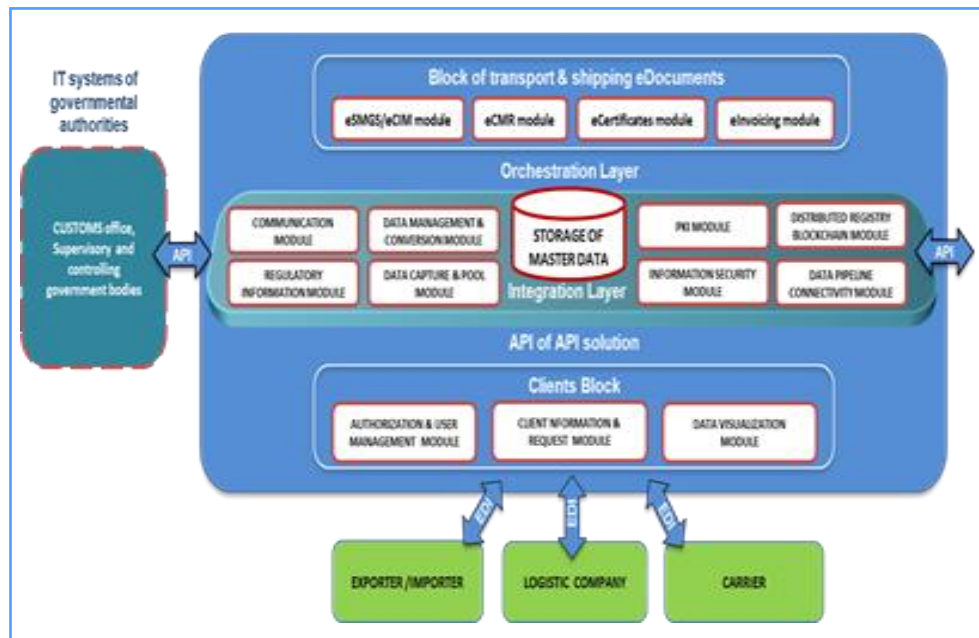 IT systems of
governmental
authorities
CUSTOMS office,
Supervisory and
controlling
government bodies
API
Block of transport & shipping eDocuments
eSMGS/eCIM module
eCMR module
eCertificates module
eInvoicing module
Orchestration Layer
COMMUNICATION
MODULE
DATA MANAGEMENT &
CONVERSION MODULE
REGULATORY
INFORMATION MODULE
DATA CAPTURE & POOL
MODULE
STORAGE OF
MASTER DATA
Integration Layer
PKI MODULE
DISTRIBUTED REGISTRY
BLOCKCHAIN MODULE
INFORMATION SECURITY
MODULE
DATA PIPELINE
CONNECTIVITY MODULE
API
API of API solution
Clients Block
AUTHORIZATION & USER
MANAGEMENT MODULE
CLIENT NFORMATION &
REQUEST MODULE
DATA VISUALIZATION
MODULE
EDI
EDI
EDI
EXPORTER /IMPORTER
LOGISTIC COMPANY
CARRIER